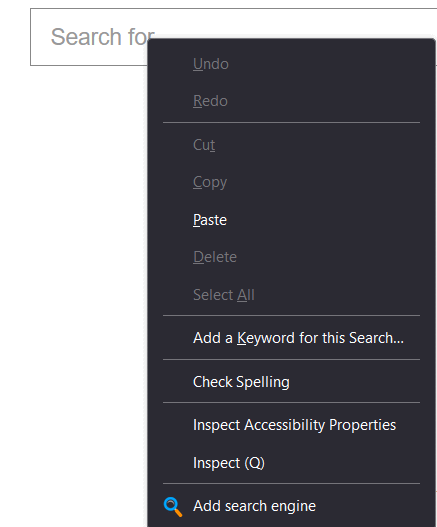 Search for
Undo
Redo
Cut
Copy
Paste
Delete
Select All
Add a Keyword for this Search...
Check Spelling
Inspect Accessibility Properties
Inspect (Q)
Add search engine